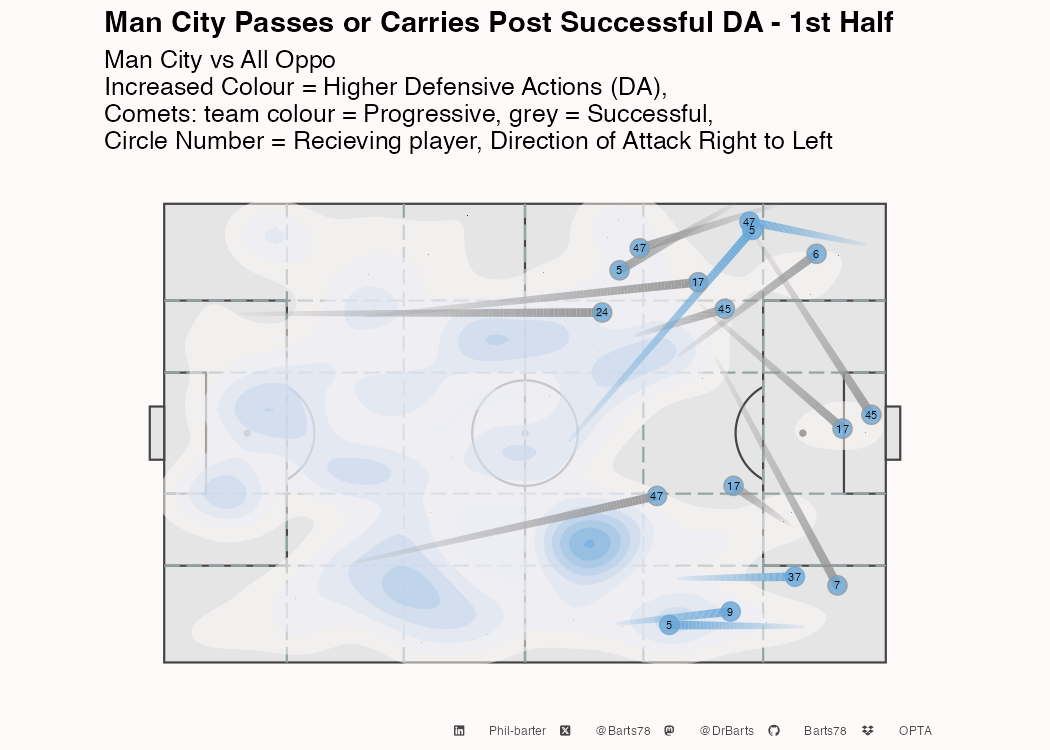 Man City Passes or Carries Post Successful DA - 1st Half
Man City vs All Oppo
Increased Colour = Higher Defensive Actions (DA),
Comets: team colour = Progressive, grey = Successful,
Circle Number = Recieving player, Direction of Attack Right to Left
47
5
47
6
5
17
45
24
45
17
17
47
37
7
9
5
Phil-barter @Barts78 @DrBarts Barts78 OPTA